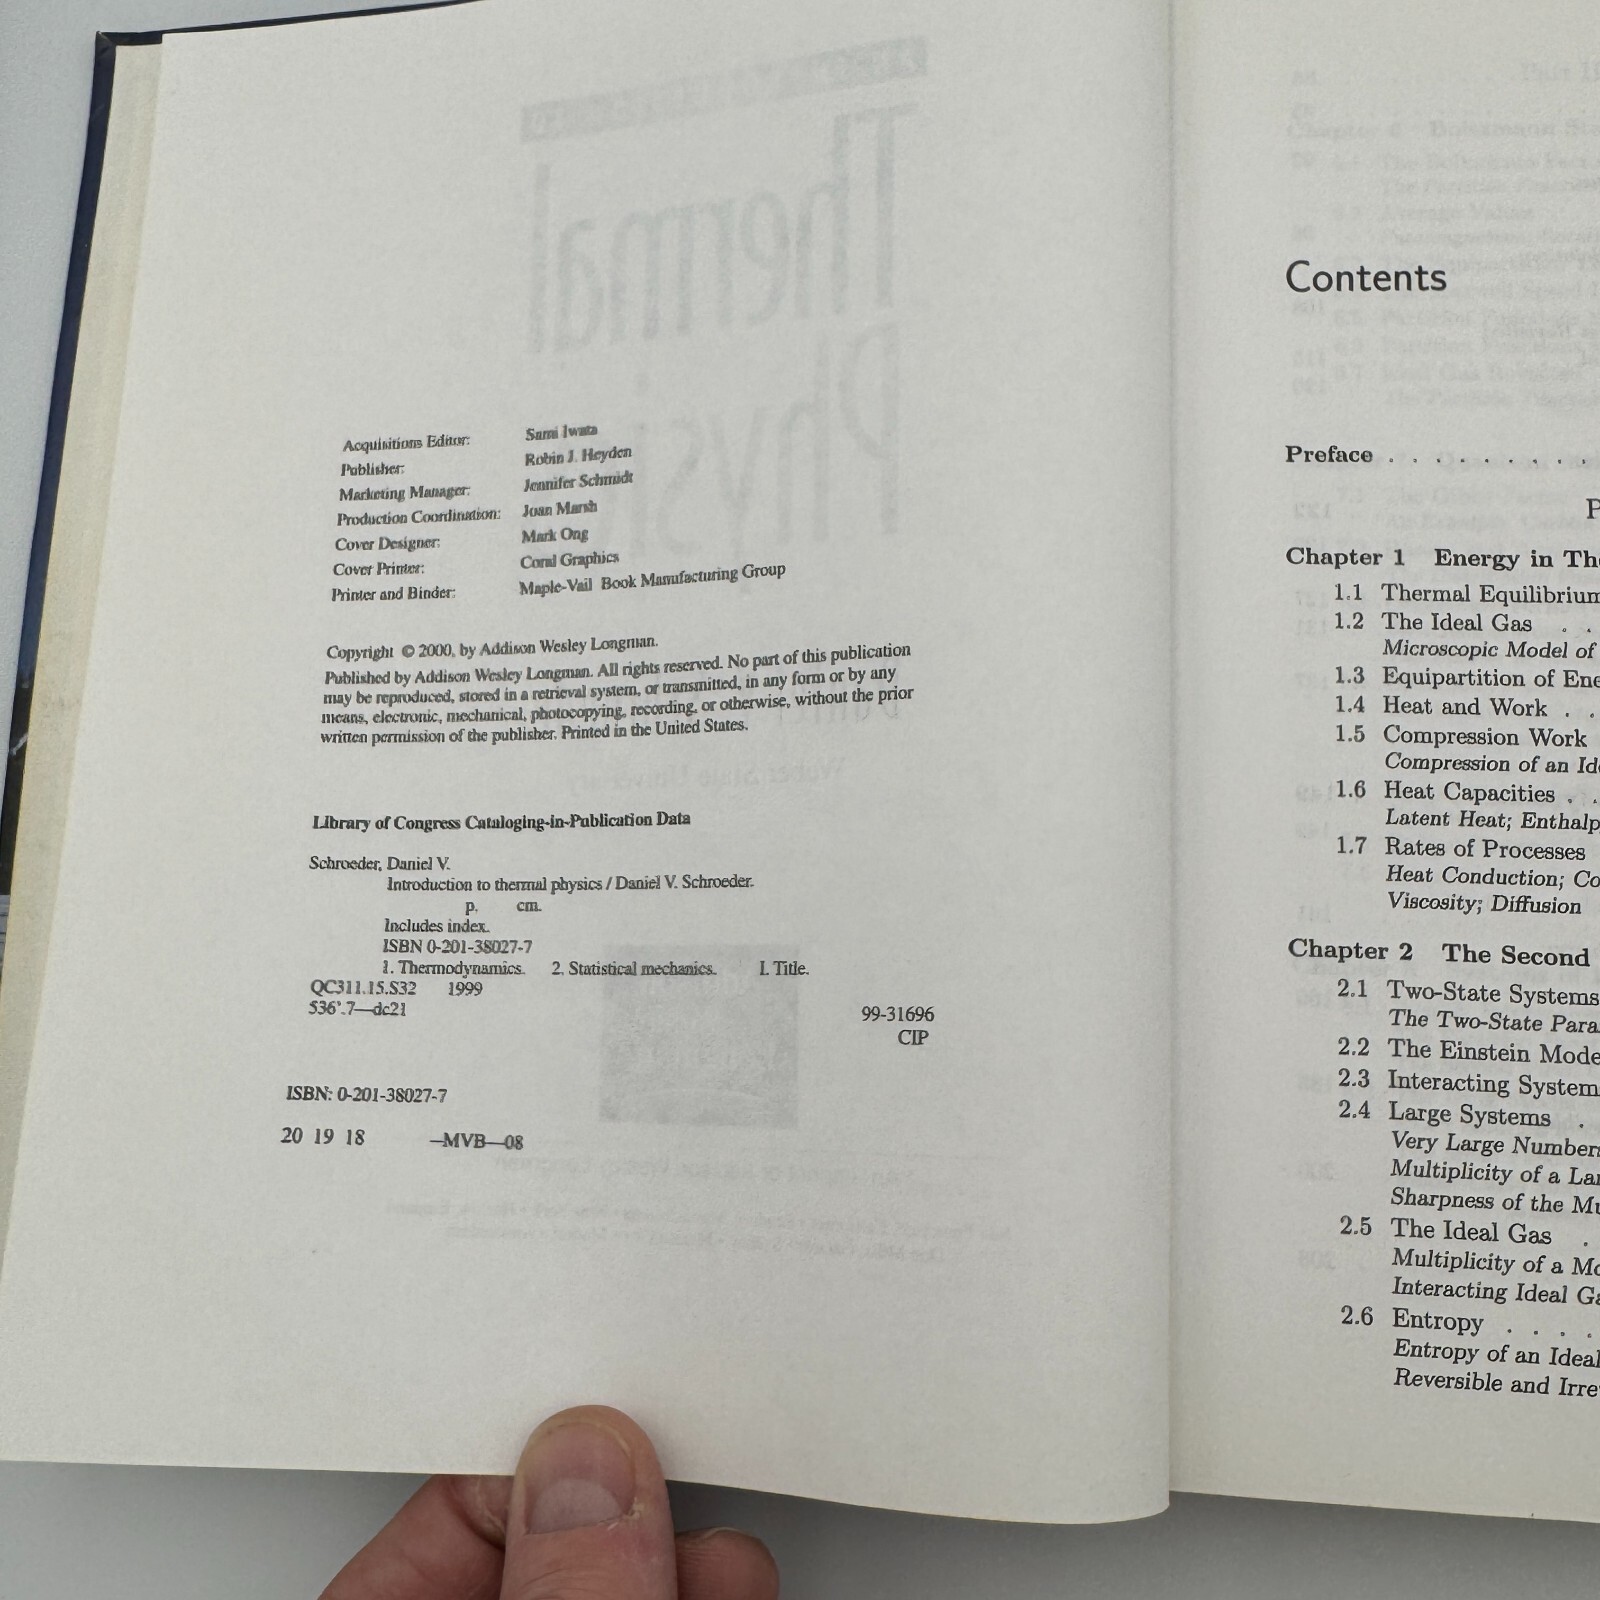 Acquisitions Editor: Sami Iwata
Publisher: Robin J. Heyden
Marketing Manager: Jennifer Schmidt
Production Coordination: Joan Marsh
Cover Designer: Mark Ong
Cover Printer: Coral Graphics
Printer and Binder: Maple-Vail Book Manufacturing Group
Copyright © 2000, by Addison Wesley Longman.
Published by Addison Wesley Longman. All rights reserved. No part of this publication
may be reproduced, stored in a retrieval system, or transmitted, in any form or by any
means, electronic, mechanical, photocopying, recording, or otherwise, without the prior
written permission of the publisher. Printed in the United States.
Library of Congress Cataloging-in-Publication Data
Schroeder, Daniel V.
Introduction to thermal physics / Daniel V. Schroeder.
p. cm.
Includes index.
ISBN 0-201-38027-7
1. Thermodynamics. 2. Statistical mechanics. I. Title.
QC311.15.S32 1999
536'.7—dc21
99-31696
CIP
ISBN: 0-201-38027-7
20 19 18 —MVB—08
Contents
Preface . . . . . . . .
P
Chapter 1 Energy in The
1.1 Thermal Equilibrium
1.2 The Ideal Gas . .
Microscopic Model of
1.3 Equipartition of Ene
1.4 Heat and Work . .
1.5 Compression Work
Compression of an Ide
1.6 Heat Capacities . .
Latent Heat; Enthalp
1.7 Rates of Processes
Heat Conduction; Co
Viscosity; Diffusion
Chapter 2 The Second
2.1 Two-State Systems
The Two-State Para
2.2 The Einstein Mode
2.3 Interacting System
2.4 Large Systems .
Very Large Numbers
Multiplicity of a Lar
Sharpness of the Mu
2.5 The Ideal Gas .
Multiplicity of a Mo
Interacting Ideal Ga
2.6 Entropy . . . .
Entropy of an Ideal
Reversible and Irre